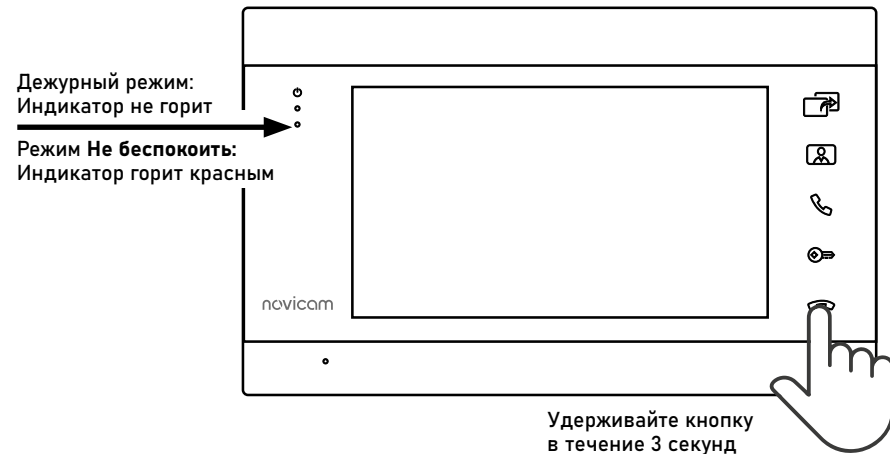 Дежурный режим:
Индикатор не горит
Режим Не беспокоить:
Индикатор горит красным
novicam
Удерживайте кнопку
в течение 3 секунд